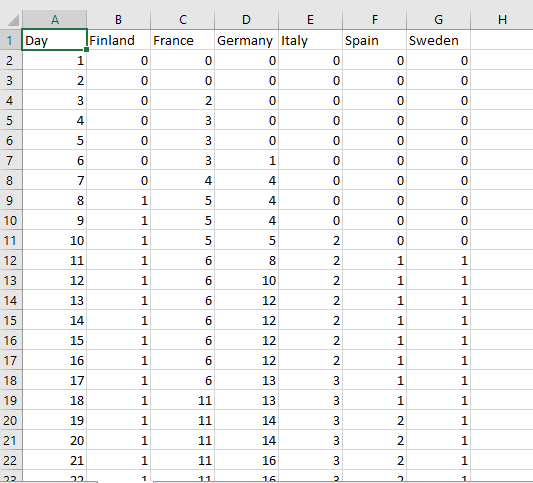 A B C D E F G H
1 Day Finland France Germany Italy Spain Sweden
2 1 0 0 0 0 0 0
3 2 0 0 0 0 0 0
4 3 0 2 0 0 0 0
5 4 0 3 0 0 0 0
6 5 0 3 0 0 0 0
7 6 0 3 1 0 0 0
8 7 0 4 4 0 0 0
9 8 1 5 4 0 0 0
10 9 1 5 4 0 0 0
11 10 1 5 5 2 0 0
12 11 1 6 8 2 1 1
13 12 1 6 10 2 1 1
14 13 1 6 12 2 1 1
15 14 1 6 12 2 1 1
16 15 1 6 12 2 1 1
17 16 1 6 12 2 1 1
18 17 1 6 13 3 1 1
19 18 1 11 13 3 1 1
20 19 1 11 14 3 2 1
21 20 1 11 14 3 2 1
22 21 1 11 16 3 2 1
23 22 1 11 16 3 2 1